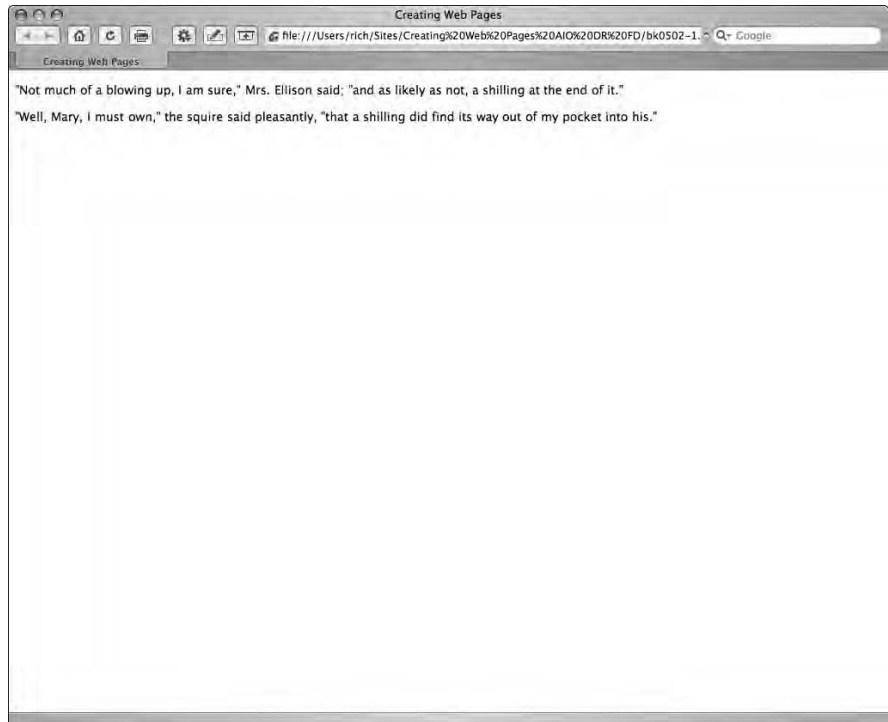 Creating Web Pages
file:///Users/rich/Sites/Creating%20Web%20Pages%20AIO%20DR%20FD/bk0502-1. Google
Creating Web Pages
"Not much of a blowing up, I am sure," Mrs. Ellison said; "and as likely as not, a shilling at the end of it."
"Well, Mary, I must own," the squire said pleasantly, "that a shilling did find its way out of my pocket into his."